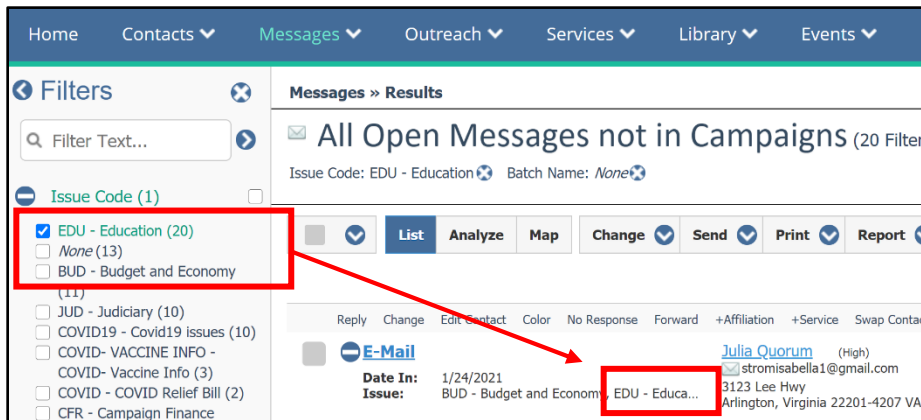 Home Contacts Messages Outreach Services Library Events
Filters
Filter Text...
Issue Code (1)
EDU - Education (20)
None (13)
BUD - Budget and Economy
(11)
JUD - Judiciary (10)
COVID19 - Covid19 issues (10)
COVID- VACCINE INFO -
COVID- Vaccine Info (3)
COVID - COVID Relief Bill (2)
CFR - Campaign Finance
Messages » Results
All Open Messages not in Campaigns (20 Filter
Issue Code: EDU - Education Batch Name: None
List Analyze Map Change Send Print Report
Reply Change Edit Contact Color No Response Forward +Affiliation +Service Swap Contac
E-Mail
Date In: 1/24/2021
Issue: BUD - Budget and Economy, EDU - Educa...
Julia Quorum (High)
stromisabella1@gmail.com
3123 Lee Hwy
Arlington, Virginia 22201-4207 VA